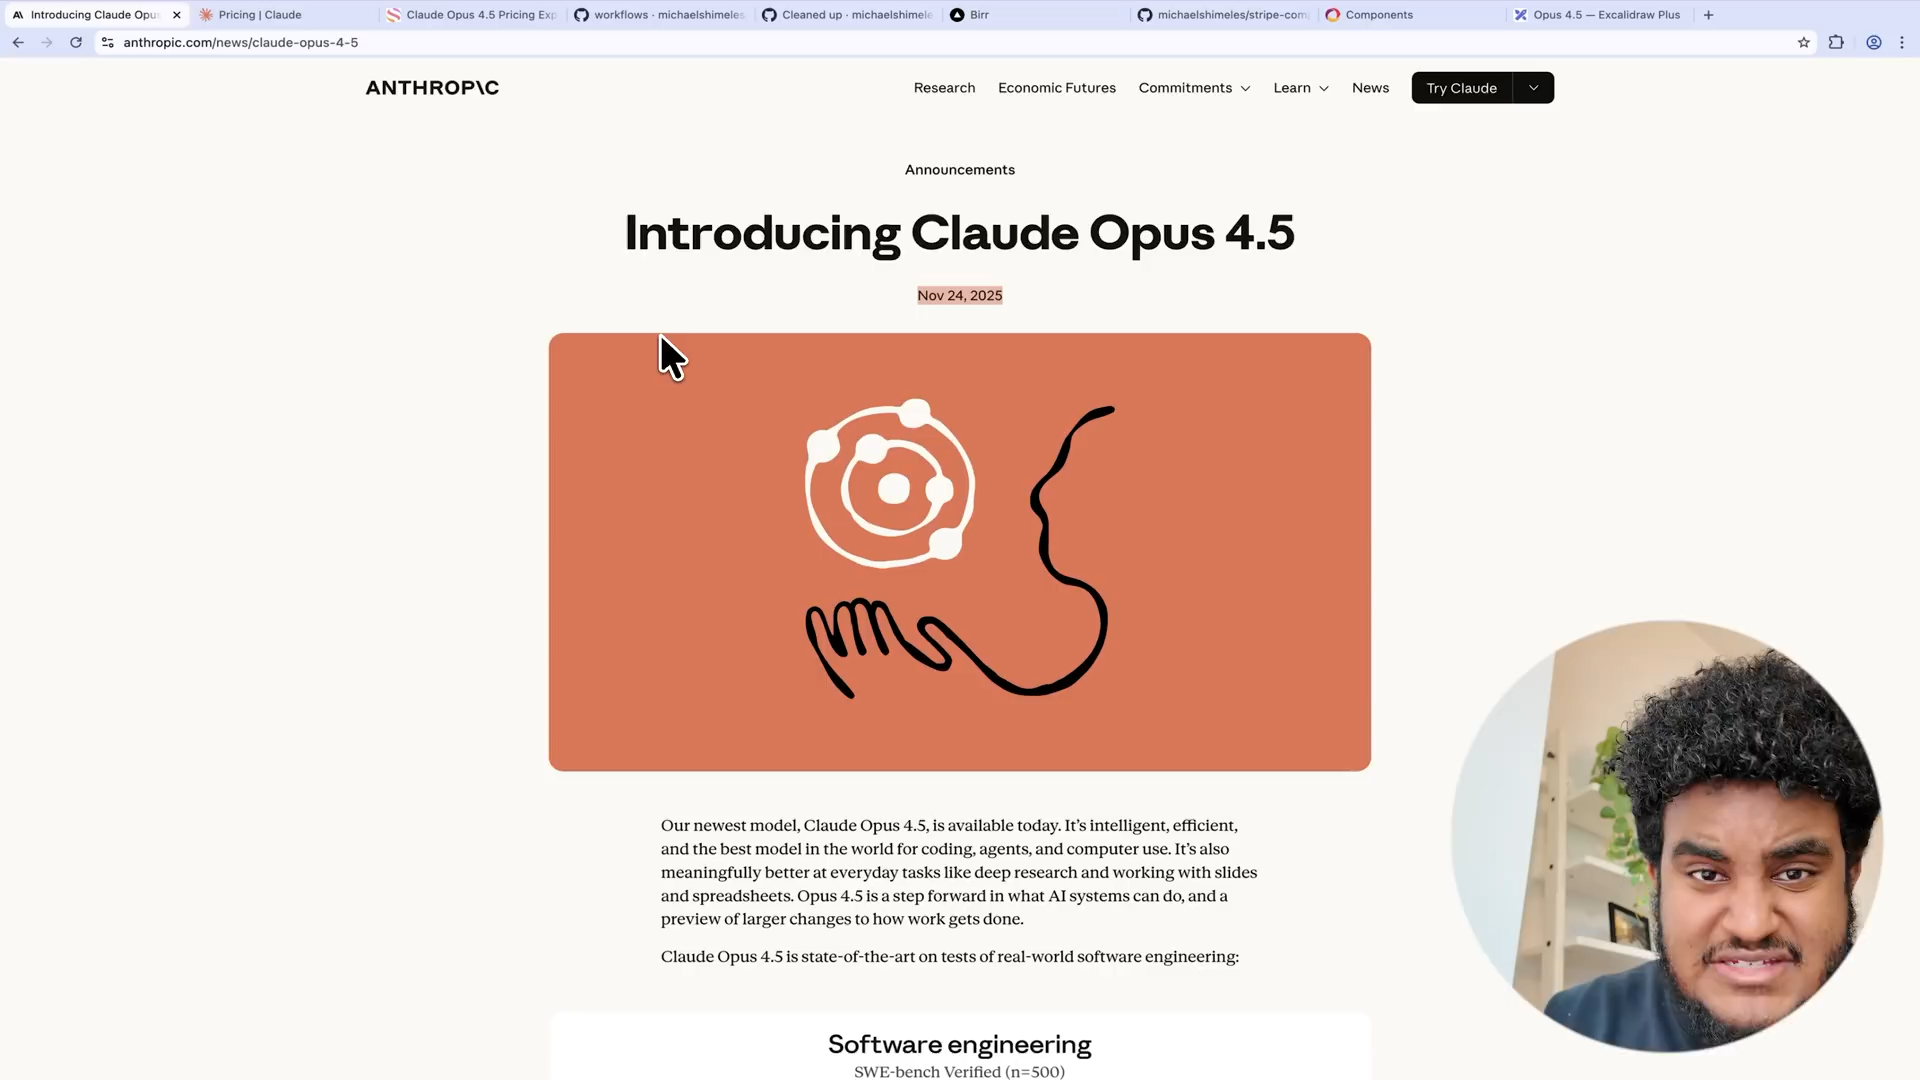 Introducing Claude Opu
Pricing | Claude
Claude Opus 4.5 Pricing Exp
workflows · michaelshimeles
Cleaned up · michaelshimele
Birr
michaelshimeles/stripe-com
Components
Opus 4.5 — Excalidraw Plus
anthropic.com/news/claude-opus-4-5
ANTHROP\C
Research
Economic Futures
Commitments
Learn
News
Try Claude
Announcements
Introducing Claude Opus 4.5
Nov 24, 2025
Our newest model, Claude Opus 4.5, is available today. It’s intelligent, efficient,
and the best model in the world for coding, agents, and computer use. It’s also
meaningfully better at everyday tasks like deep research and working with slides
and spreadsheets. Opus 4.5 is a step forward in what AI systems can do, and a
preview of larger changes to how work gets done.
Claude Opus 4.5 is state-of-the-art on tests of real-world software engineering:
Software engineering
SWE-bench Verified (n=500)